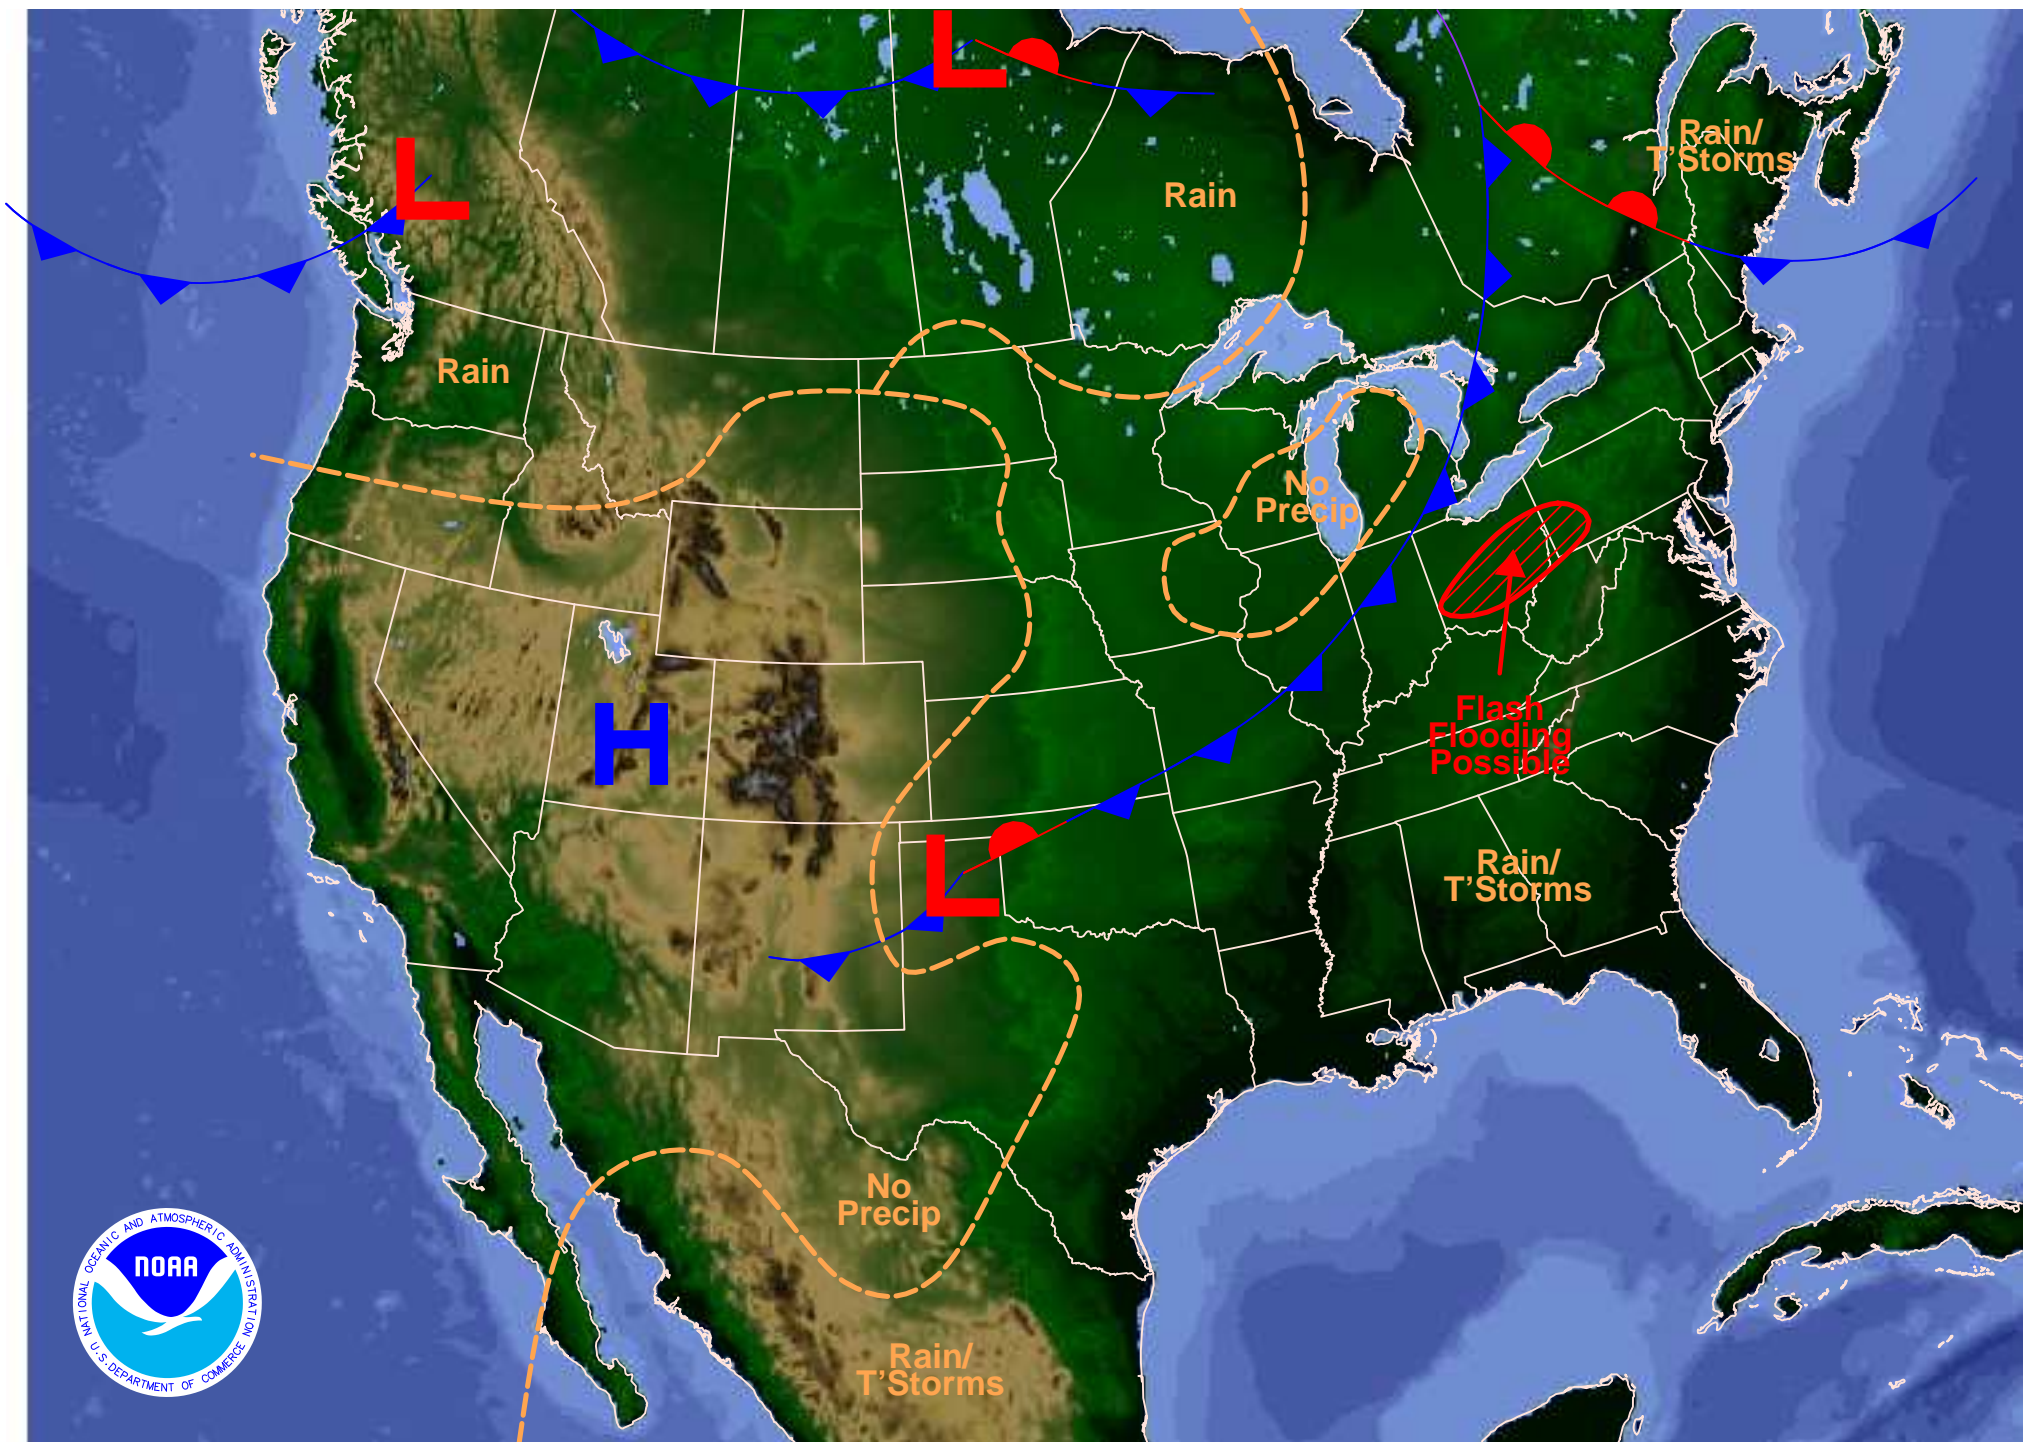 L
L
Rain/
T'Storms
Rain
Rain
No
Precip
H
Flash
Flooding
Possible
L
Rain/
T'Storms
No
Precip
Rain/
T'Storms
NATIONAL OCEANIC AND ATMOSPHERIC ADMINISTRATION
NOAA
U.S. DEPARTMENT OF COMMERCE